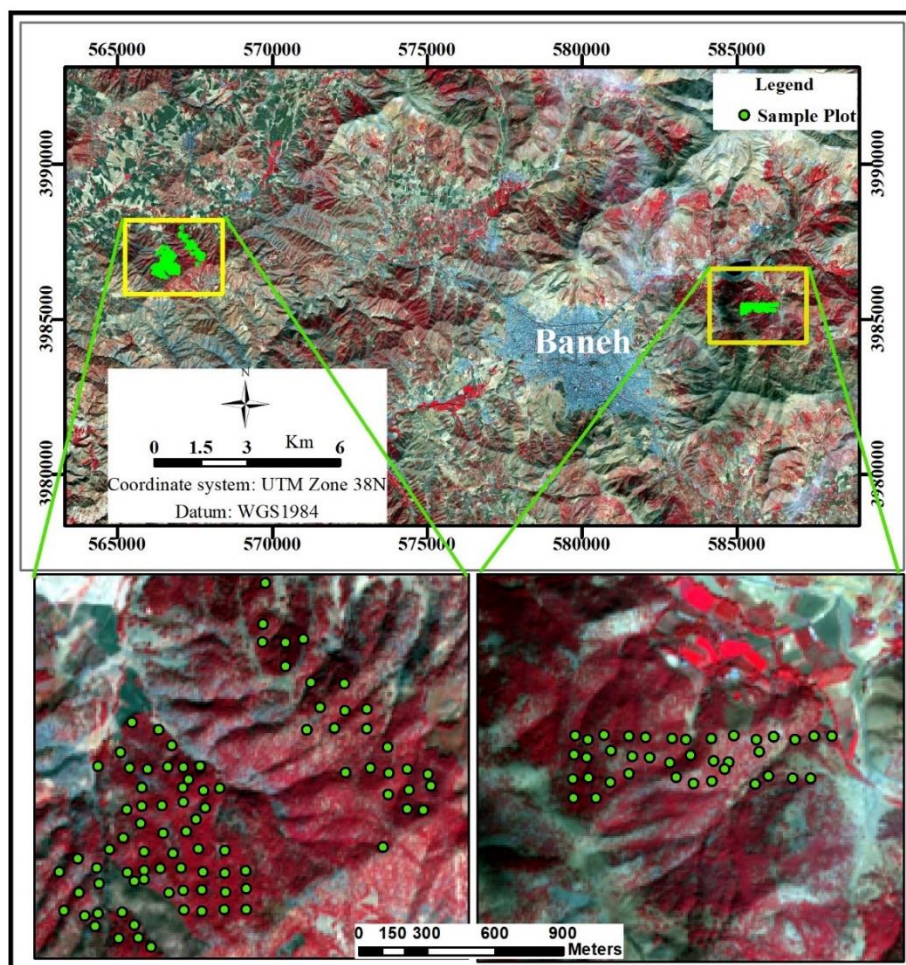 565000 570000 575000 580000 585000
Legend
Sample Plot
3990000 3990000
3985000 3985000
Baneh
N
0 1.5 3 Km 6
Coordinate system: UTM Zone 38N
Datum: WGS1984
3980000 3980000
565000 570000 575000 580000 585000
0 150 300 600 900
Meters